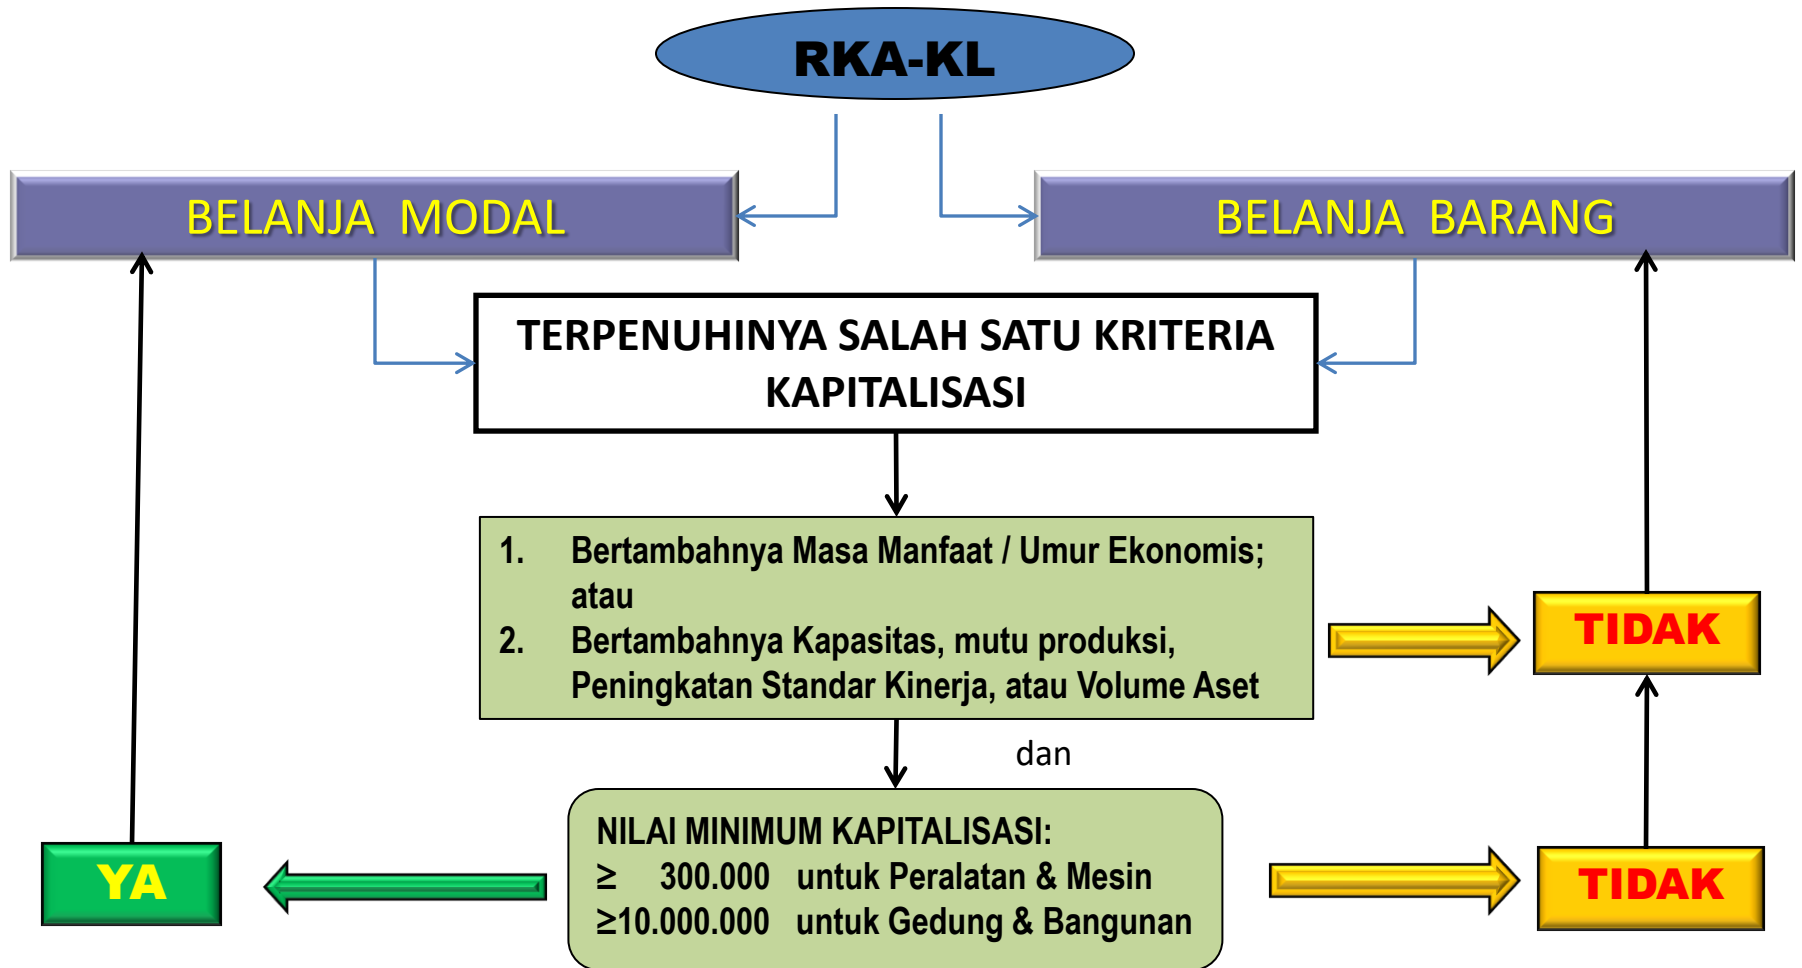 RKA-KL
BELANJA MODAL
BELANJA BARANG
TERPENUHINYA SALAH SATU KRITERIA
KAPITALISASI
1. Bertambahnya Masa Manfaat / Umur Ekonomis;
atau
2. Bertambahnya Kapasitas, mutu produksi,
Peningkatan Standar Kinerja, atau Volume Aset
TIDAK
dan
NILAI MINIMUM KAPITALISASI:
≥ 300.000 untuk Peralatan & Mesin
≥10.000.000 untuk Gedung & Bangunan
YA
TIDAK